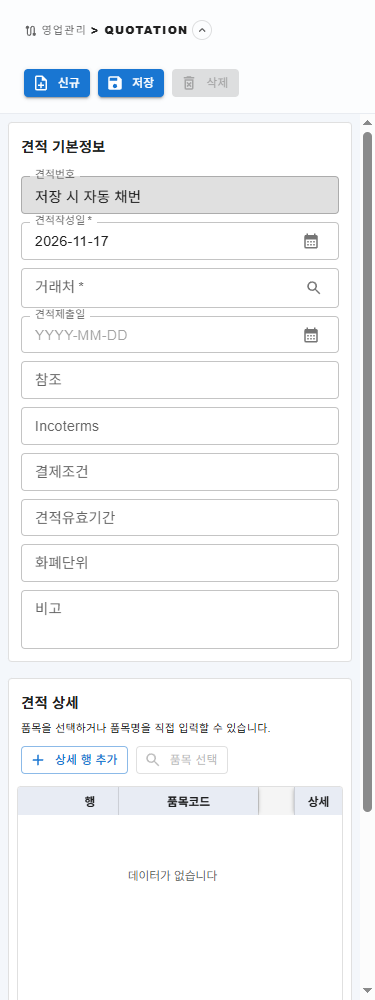 영업관리 > QUOTATION
신규 저장 삭제
견적 기본정보
견적번호
저장 시 자동 채번
견적작성일 *
2026-11-17
거래처 *
견적제출일
YYYY-MM-DD
참조
Incoterms
결제조건
견적유효기간
화폐단위
비고
견적 상세
품목을 선택하거나 품목명을 직접 입력할 수 있습니다.
상세 행 추가 품목 선택
행 품목코드 상세
데이터가 없습니다